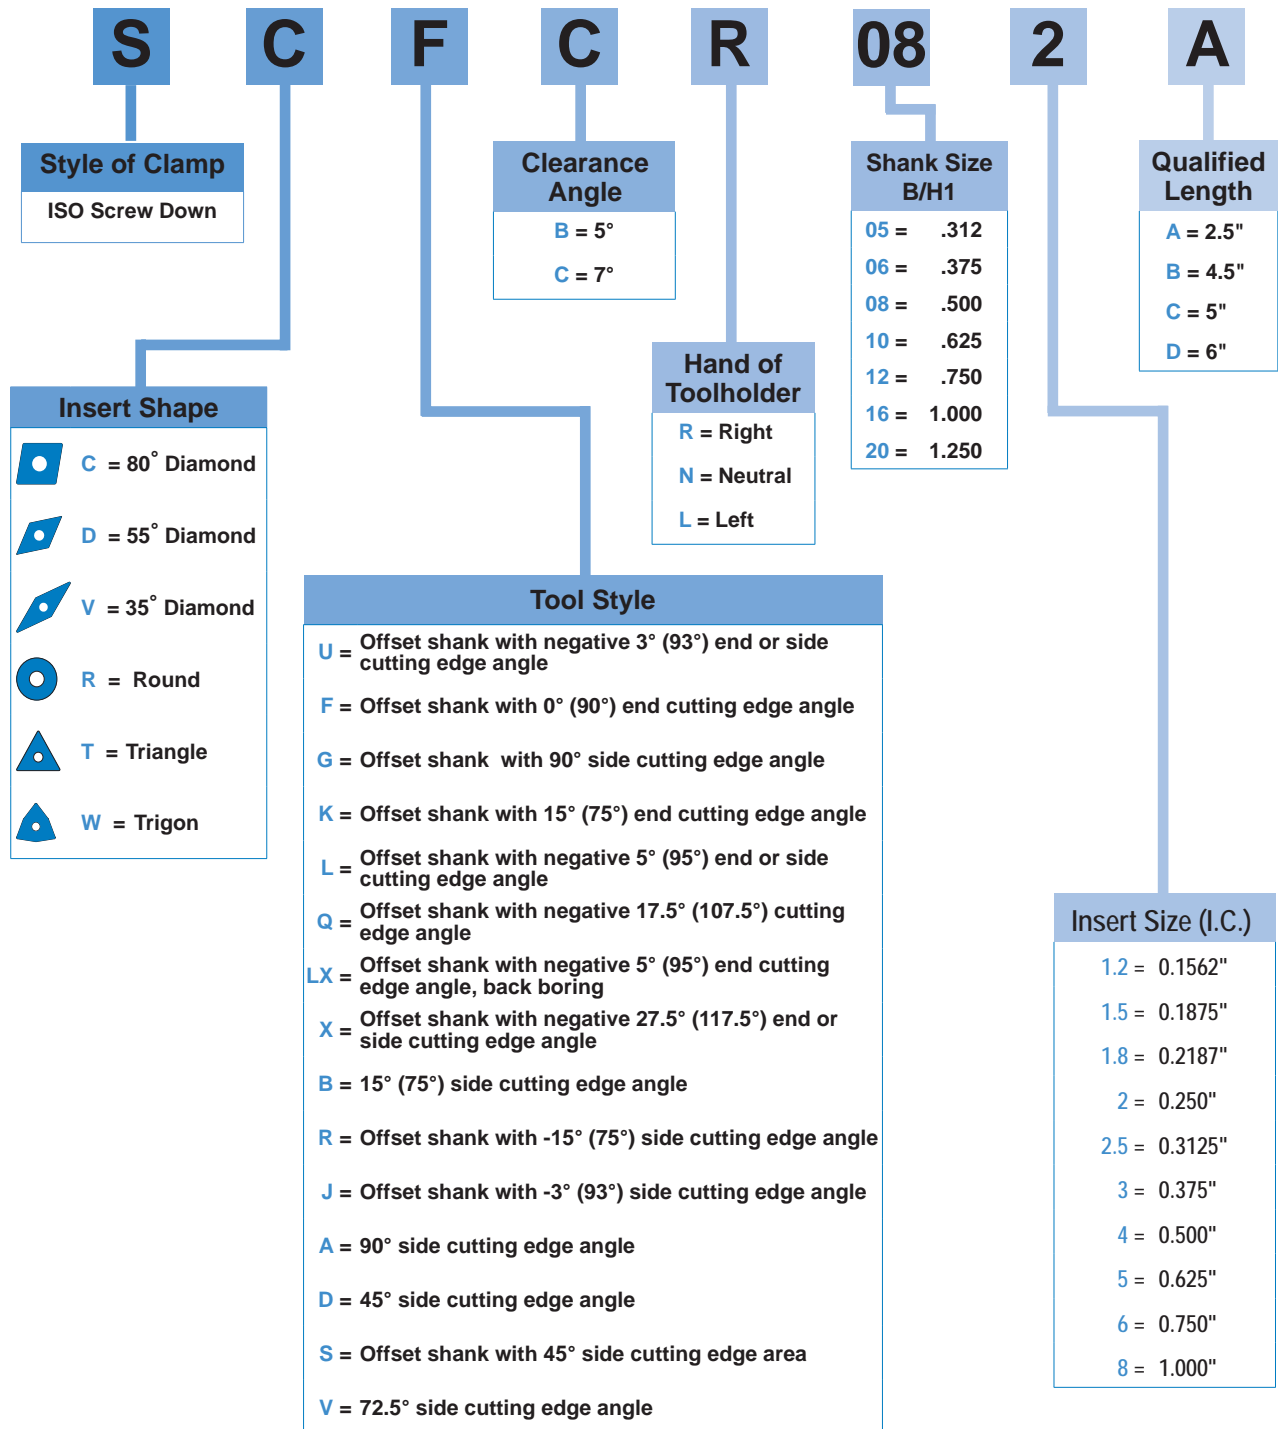 S C F C R 08 2 A
Style of Clamp
ISO Screw Down
Clearance
Angle
B = 5°
C = 7°
Shank Size
B/H1
05 = .312
06 = .375
08 = .500
10 = .625
12 = .750
16 = 1.000
20 = 1.250
Qualified
Length
A = 2.5"
B = 4.5"
C = 5"
D = 6"
Hand of
Toolholder
R = Right
N = Neutral
L = Left
Insert Shape
C = 80° Diamond
D = 55° Diamond
V = 35° Diamond
R = Round
T = Triangle
W = Trigon
Tool Style
U = Offset shank with negative 3° (93°) end or side
cutting edge angle
F = Offset shank with 0° (90°) end cutting edge angle
G = Offset shank with 90° side cutting edge angle
K = Offset shank with 15° (75°) end cutting edge angle
L = Offset shank with negative 5° (95°) end or side
cutting edge angle
Q = Offset shank with negative 17.5° (107.5°) cutting
edge angle
LX = Offset shank with negative 5° (95°) end cutting
edge angle, back boring
X = Offset shank with negative 27.5° (117.5°) end or
side cutting edge angle
B = 15° (75°) side cutting edge angle
R = Offset shank with -15° (75°) side cutting edge angle
J = Offset shank with -3° (93°) side cutting edge angle
A = 90° side cutting edge angle
D = 45° side cutting edge angle
S = Offset shank with 45° side cutting edge area
V = 72.5° side cutting edge angle
Insert Size (I.C.)
1.2 = 0.1562"
1.5 = 0.1875"
1.8 = 0.2187"
2 = 0.250"
2.5 = 0.3125"
3 = 0.375"
4 = 0.500"
5 = 0.625"
6 = 0.750"
8 = 1.000"